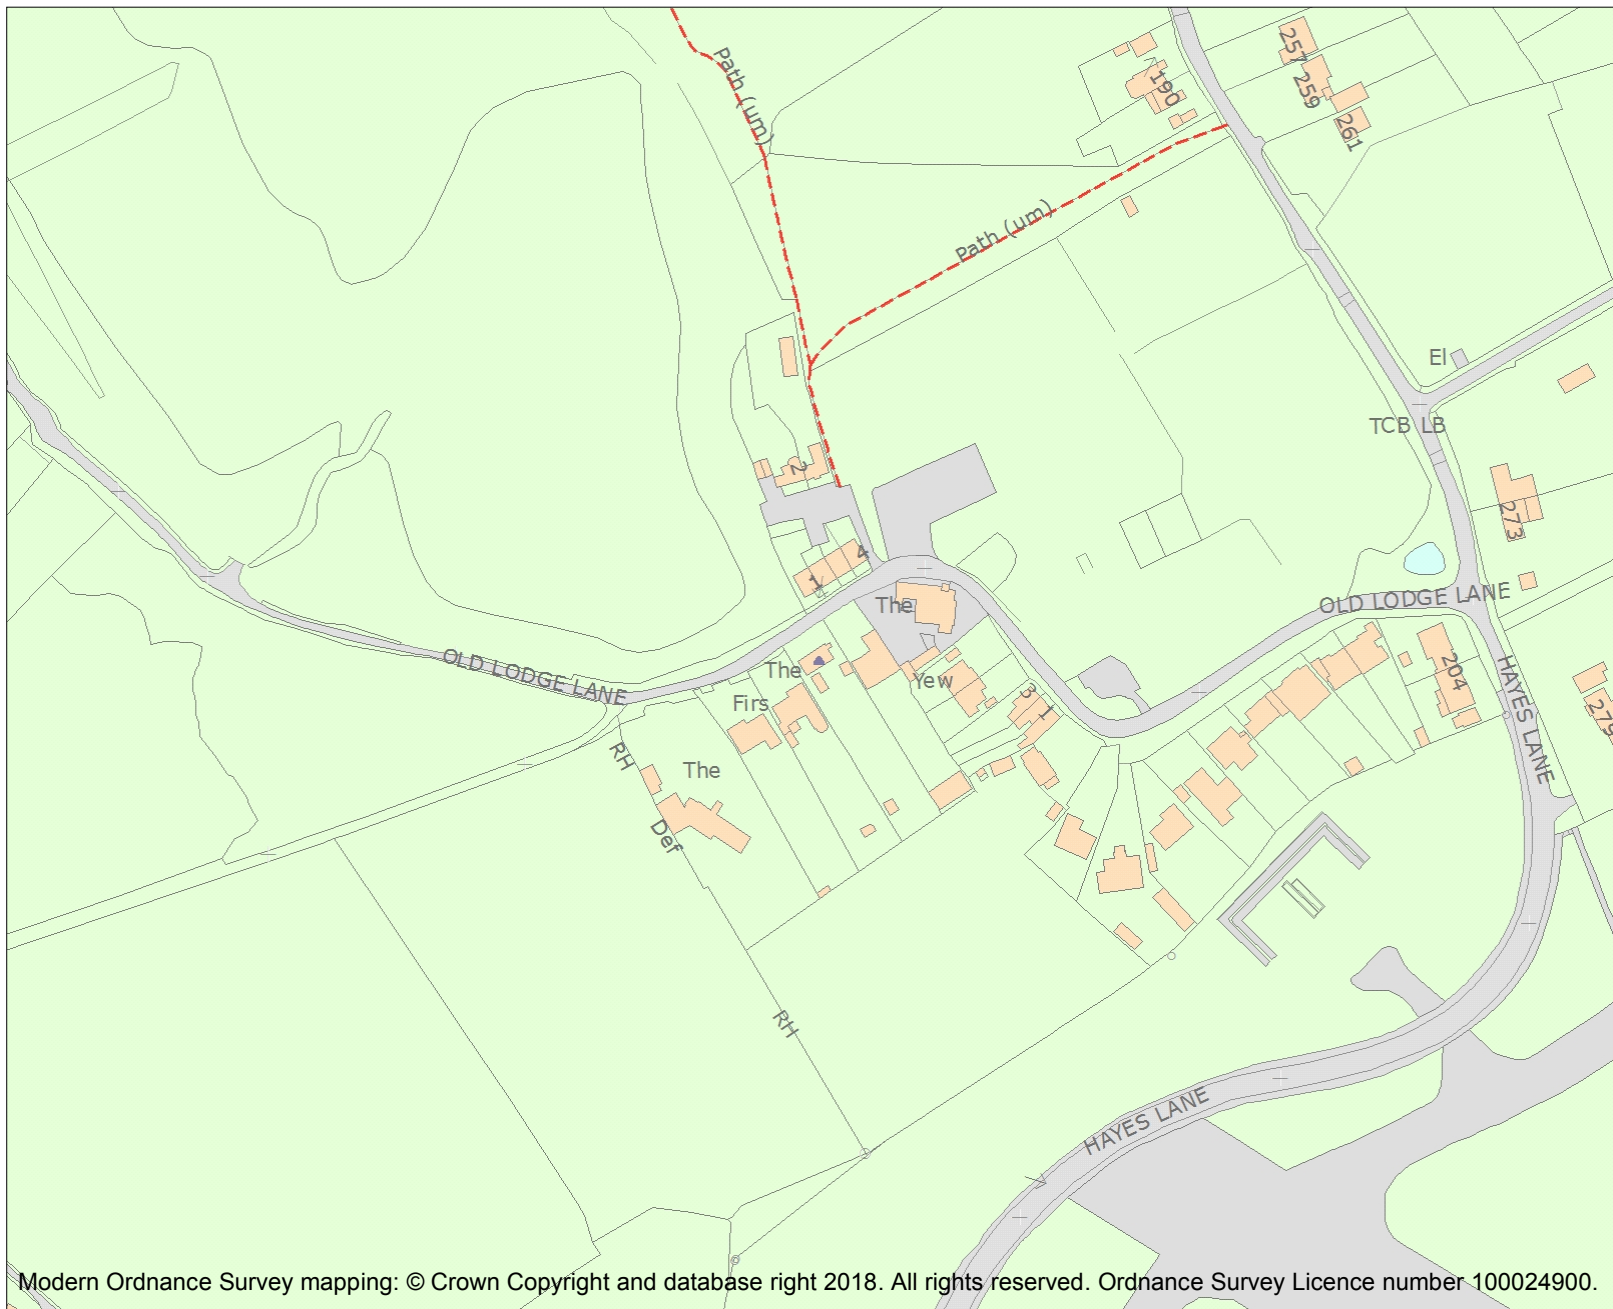 257
259
261
190
Path (um)
Path (um)
El
TCB LB
2
4
1
The
273
OLD LODGE LANE
OLD LODGE LANE
The
Firs
Yew
3
1
204
HAYES LANE
279
RH
The
Def
RH
HAYES LANE
Modern Ordnance Survey mapping: © Crown Copyright and database right 2018. All rights reserved. Ordnance Survey Licence number 100024900.